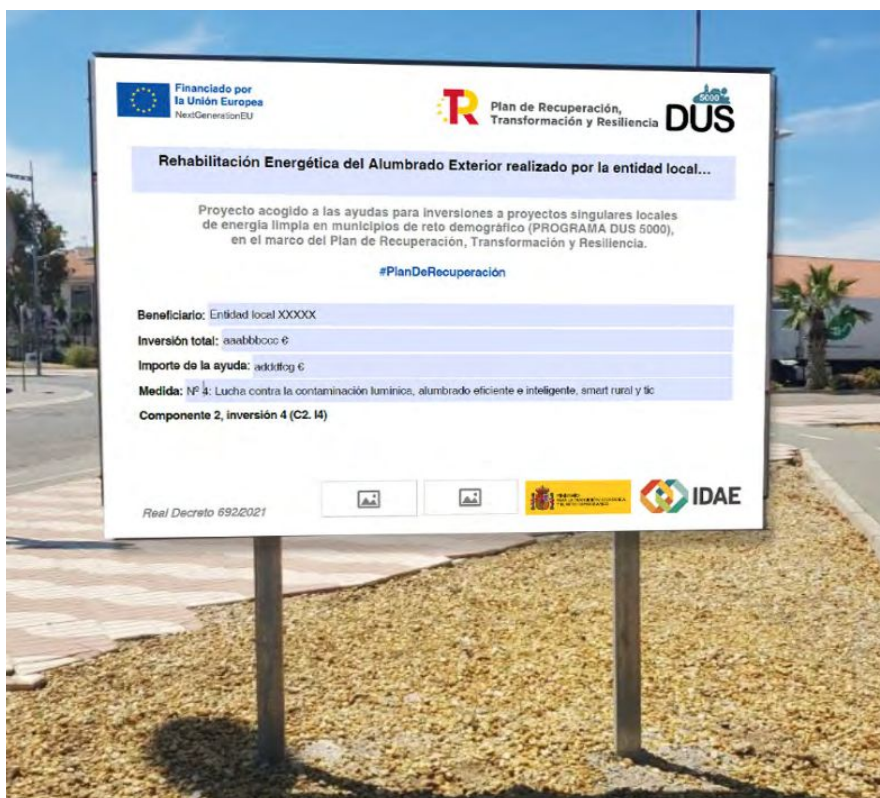 Financiado por
la Unión Europea
NextGenerationEU
Plan de Recuperación,
Transformación y Resiliencia
5000
DUS
Rehabilitación Energética del Alumbrado Exterior realizado por la entidad local...
Proyecto acogido a las ayudas para inversiones a proyectos singulares locales
de energía limpia en municipios de reto demográfico (PROGRAMA DUS 5000),
en el marco del Plan de Recuperación, Transformación y Resiliencia.
#PlanDeRecuperación
Beneficiario: Entidad local XXXXX
Inversión total: aaabbbccc €
Importe de la ayuda: €
Medida: Nº 4: Lucha contra la contaminación lumínica, alumbrado eficiente e inteligente, smart rural y tic
Componente 2, inversión 4 (C2. I4)
Real Decreto 692/2021
IDAE